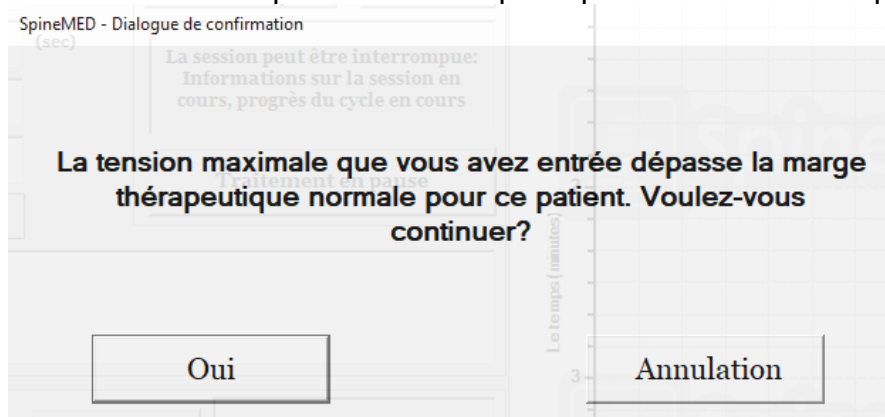 SpineMED - Dialogue de confirmation
(sec)
La session peut être interrompue:
Informations sur la session en
cours, progrès du cycle en cours
La tension maximale que vous avez entrée dépasse la marge
Traitement en pause
thérapeutique normale pour ce patient. Voulez-vous
continuer?
Le temps (minutes)
Oui
Annulation
3